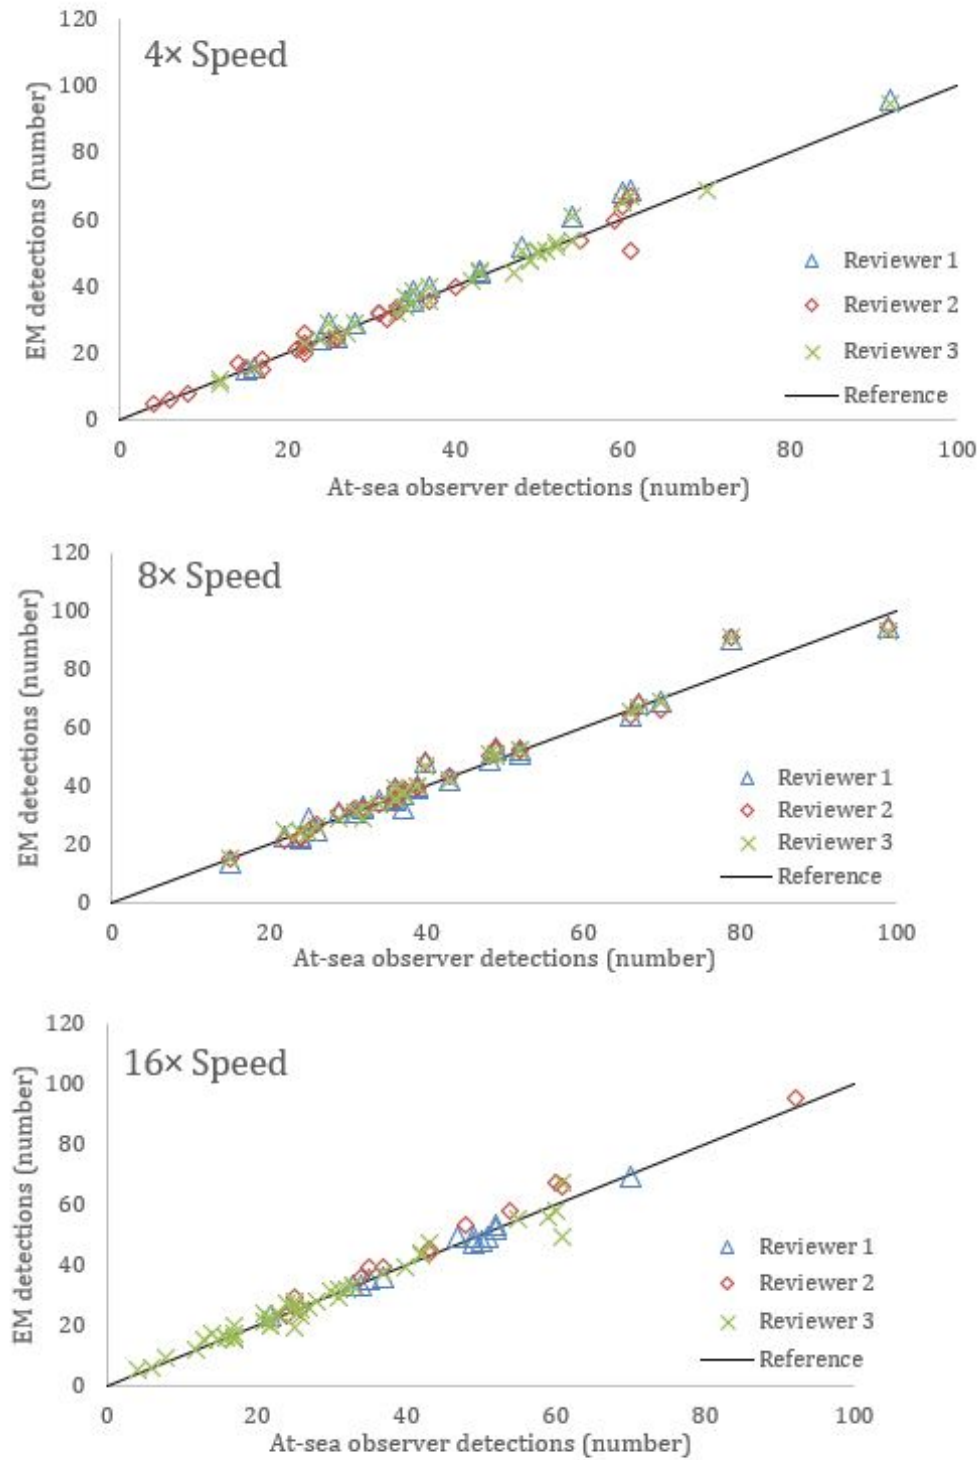 4× Speed
EM detections (number)
120
100
80
60
40
20
0
0 20 40 60 80 100
At-sea observer detections (number)
Reviewer 1
Reviewer 2
Reviewer 3
Reference
8× Speed
EM detections (number)
120
100
80
60
40
20
0
0 20 40 60 80 100
At-sea observer detections (number)
Reviewer 1
Reviewer 2
Reviewer 3
Reference
16× Speed
EM detections (number)
120
100
80
60
40
20
0
0 20 40 60 80 100
At-sea observer detections (number)
Reviewer 1
Reviewer 2
Reviewer 3
Reference